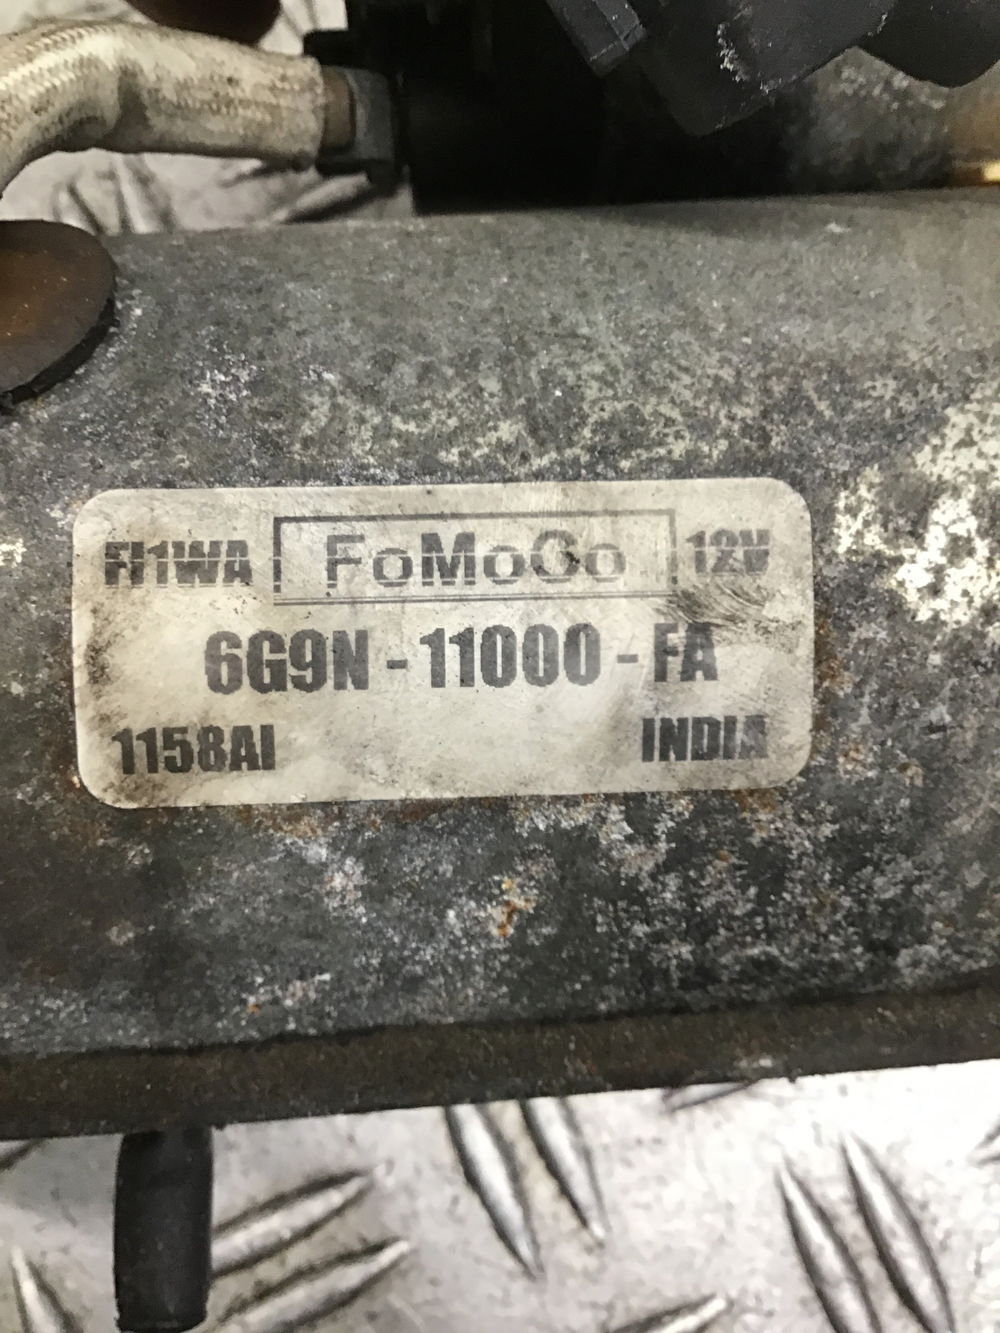 FI1WA FoMoCo 12V
6G9N - 11000 - FA
1158AI INDIA